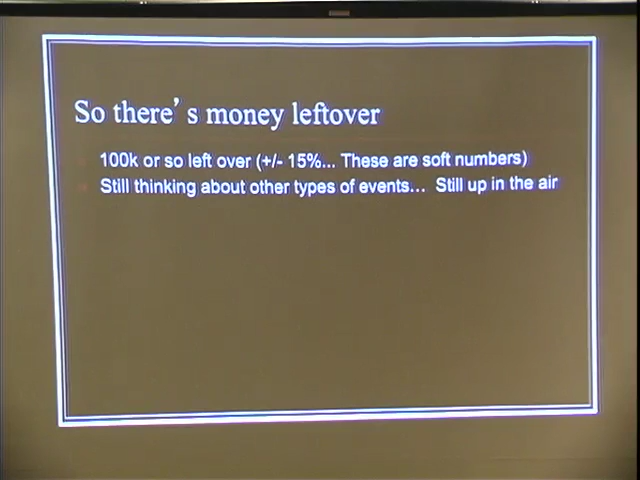 So there’s money leftover
100k or so left over (+/- 15%... These are soft numbers)
Still thinking about other types of events... Still up in the air